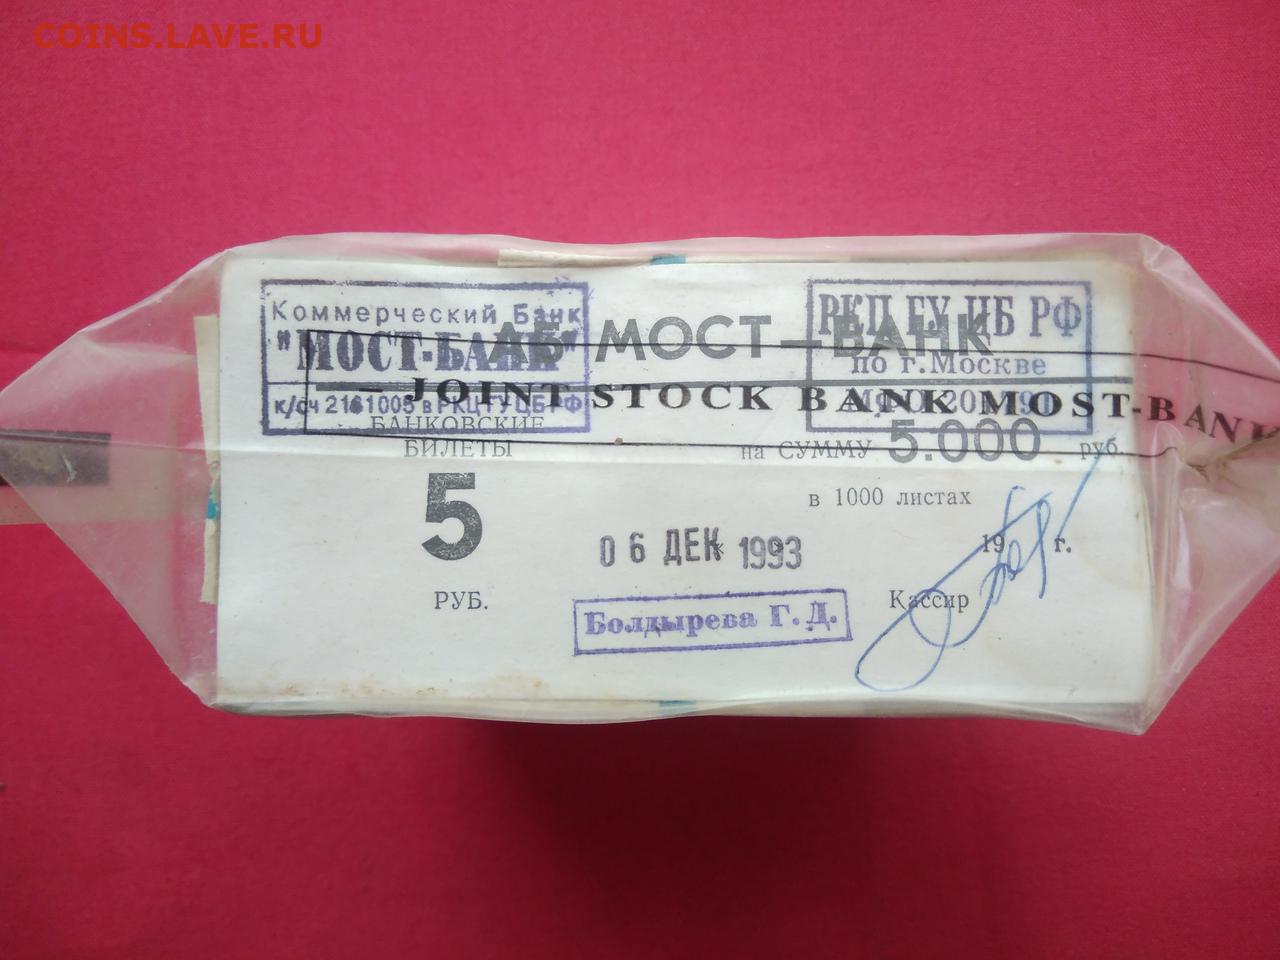 COINS.LAVE.RU
Коммерческий Банк
"МОСТ-БАНК"
к/сч 2161005 в РКЦ ГУ ЦБ РФ
РКЦ ГУ ЦБ РФ
по г.Москве
АБ МОСТ—БАНК
JOINT STOCK BANK MOST-BANK
БАНКОВСКИЕ
БИЛЕТЫ
на СУММУ 5.000 руб.
в 1000 листах
5
РУБ.
06 ДЕК 1993
19 г.
Болдырева Г. Д.
Кассир